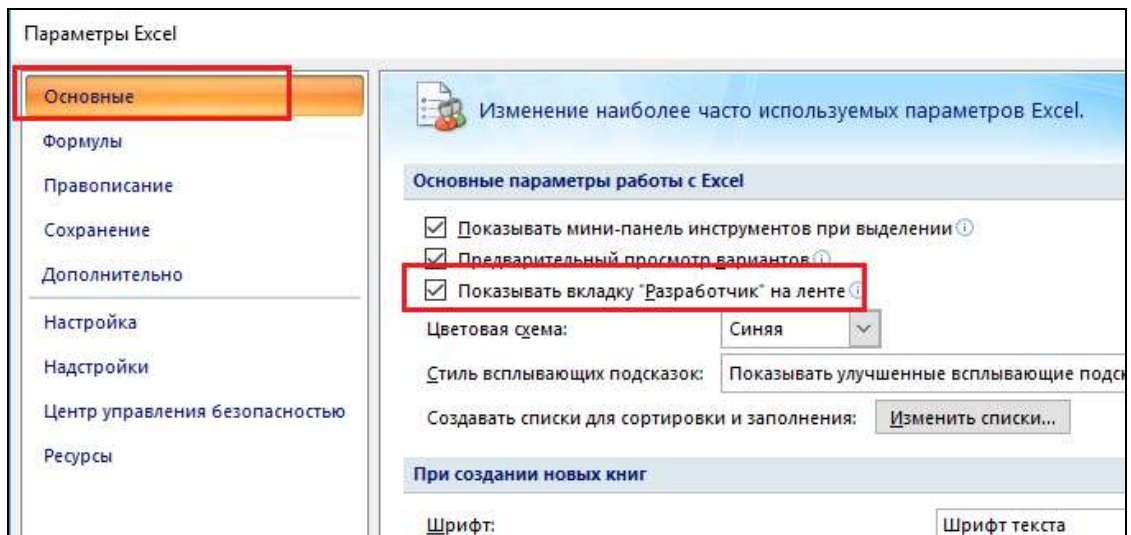 Параметры Excel
Основные
Формулы
Правописание
Сохранение
Дополнительно
Настройка
Надстройки
Центр управления безопасностью
Ресурсы
Изменение наиболее часто используемых параметров Excel.
Основные параметры работы с Excel
Показывать мини-панель инструментов при выделении
Предварительный просмотр вариантов
Показывать вкладку "Разработчик" на ленте
Цветовая схема: Синяя
Стиль всплывающих подсказок: Показывать улучшенные всплывающие подск
Создавать списки для сортировки и заполнения: Изменить списки...
При создании новых книг
Шрифт: Шрифт текста